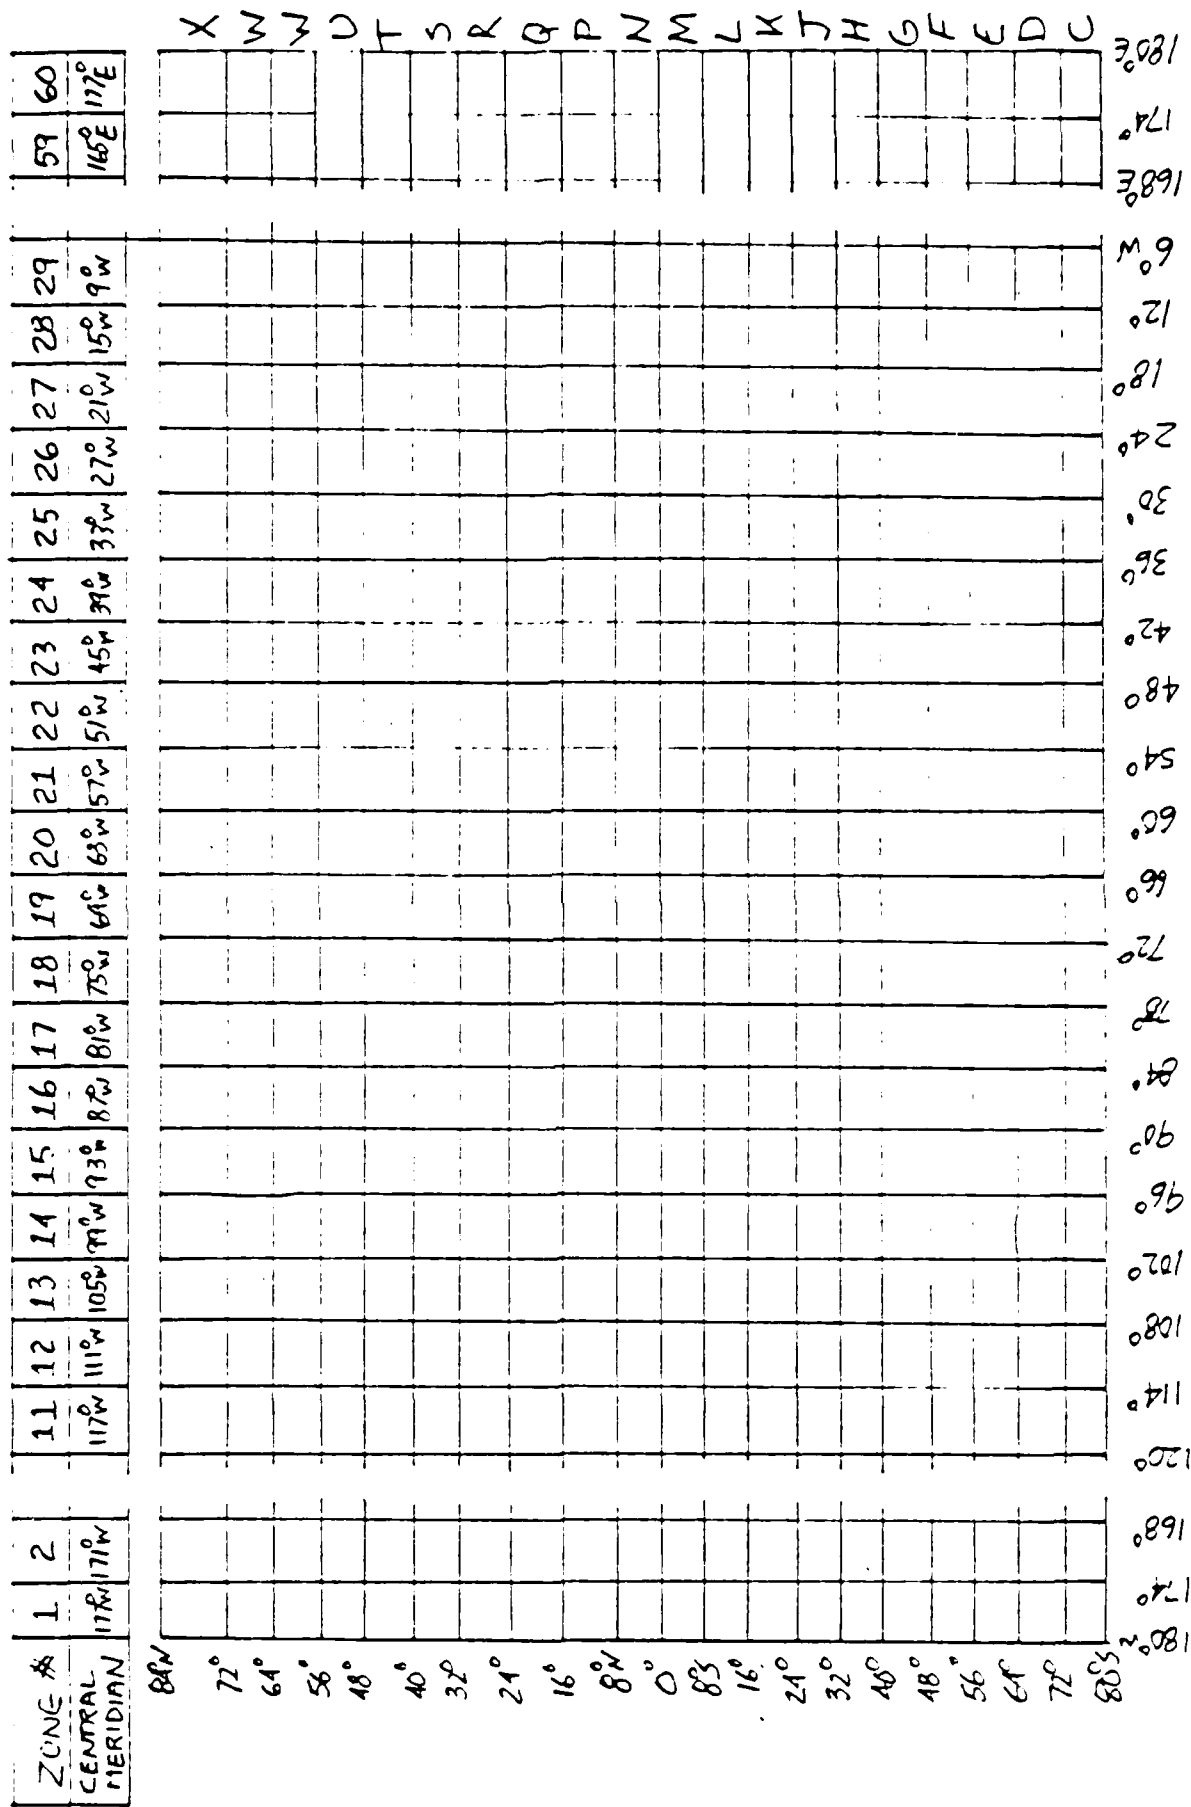 ZONE # 1 2 11 12 13 14 15 16 17 18 19 20 21 22 23 24 25 26 27 28 29 59 60
CENTRAL MERIDIAN 177°W 171°W 117°W 111°W 105°W 99°W 93°W 87°W 81°W 75°W 69°W 63°W 57°W 51°W 45°W 39°W 33°W 27°W 21°W 15°W 9°W 165°E 177°E
84°N
X
72°
W
64°
W
56°
U
48°
T
40°
S
32°
R
24°
Q
16°
P
8°N
N
0°
M
8°S
L
16°
K
24°
J
32°
H
40°
G
48°
F
56°
E
64°
D
72°
C
80°S
180°W 174° 168° 120° 114° 108° 102° 96° 90° 84° 78° 72° 66° 60° 54° 48° 42° 36° 30° 24° 18° 12° 6°W 168°E 174° 180°E